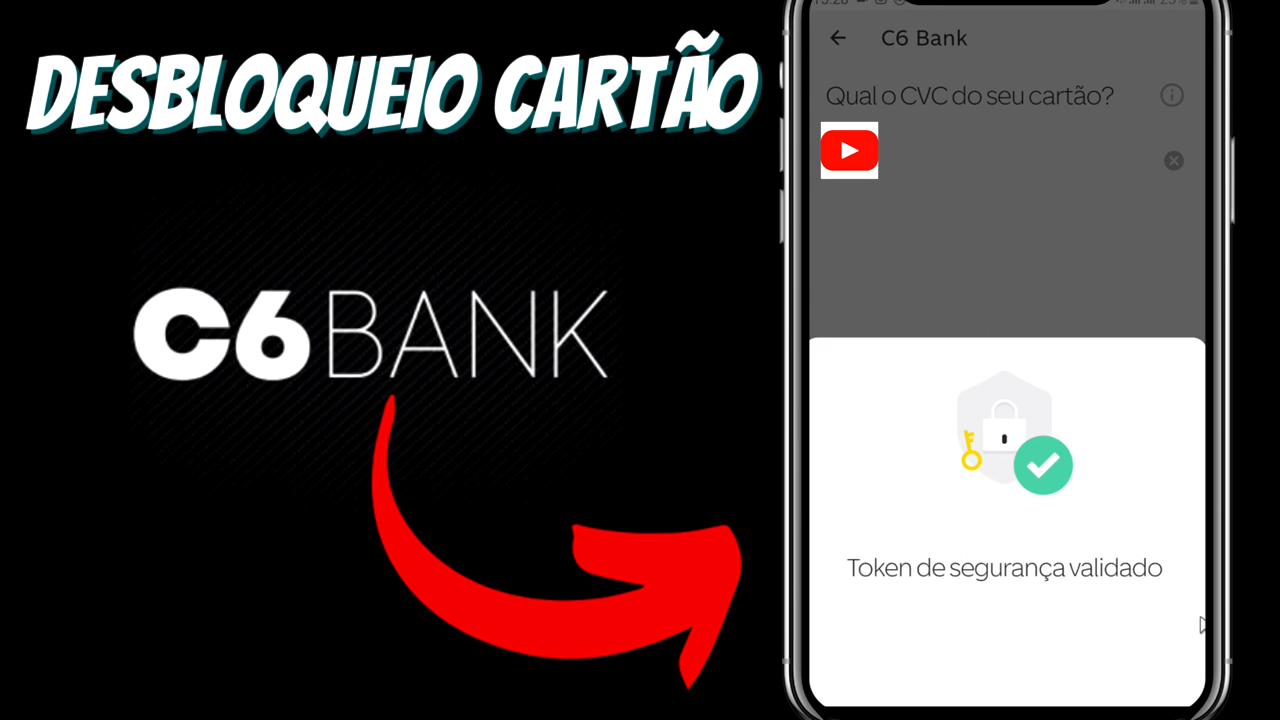 DESBLOQUEIO CARTÃO
C6 BANK
C6 Bank
Qual o CVC do seu cartão?
Token de segurança validado